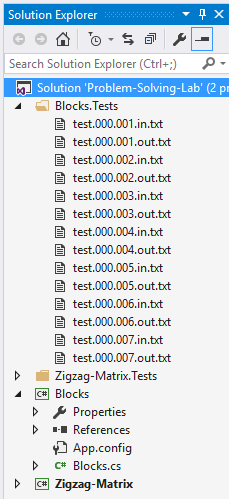 Solution Explorer
Search Solution Explorer (Ctrl+;)
Solution 'Problem-Solving-Lab' (2 pr
Blocks.Tests
test.000.001.in.txt
test.000.001.out.txt
test.000.002.in.txt
test.000.002.out.txt
test.000.003.in.txt
test.000.003.out.txt
test.000.004.in.txt
test.000.004.out.txt
test.000.005.in.txt
test.000.005.out.txt
test.000.006.in.txt
test.000.006.out.txt
test.000.007.in.txt
test.000.007.out.txt
Zigzag-Matrix.Tests
C# Blocks
Properties
References
App.config
C# Blocks.cs
C# Zigzag-Matrix